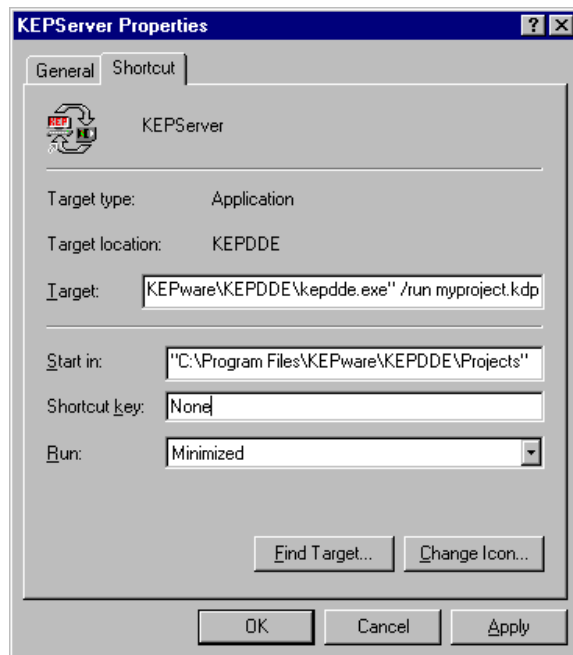 KEPServer Properties
General Shortcut
KEP
KEPServer
Target type: Application
Target location: KEPDDE
Target: KEPware\KEPDDE\kepdde.exe" /run myproject.kdp
Start in: "C:\Program Files\KEPware\KEPDDE\Projects"
Shortcut key: None
Run: Minimized
Find Target... Change Icon...
OK Cancel Apply